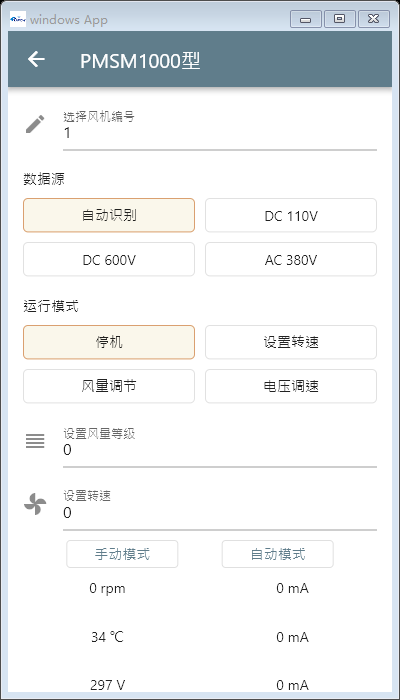 windows App
PMSM1000型
选择风机编号
1
数据源
自动识别
DC 110V
DC 600V
AC 380V
运行模式
停机
设置转速
风量调节
电压调速
设置风量等级
0
设置转速
0
手动模式
自动模式
0 rpm
0 mA
34 ℃
0 mA
297 V
0 mA